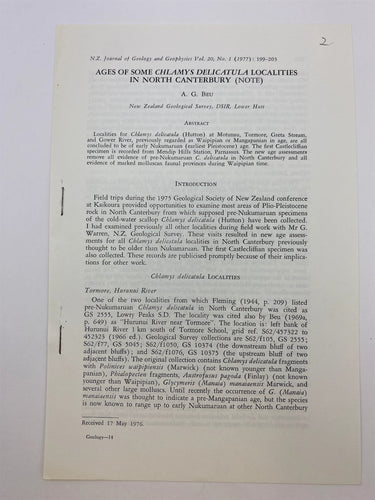 2
N.Z. Journal of Geology and Geophysics Vol. 20, No. 1 (1977): 199-203
AGES OF SOME CHLAMYS DELICATULA LOCALITIES
IN NORTH CANTERBURY (NOTE)
A. G. BEU
New Zealand Geological Survey, DSIR, Lower Hutt
ABSTRACT
Localities for Chlamys delicatula (Hutton) at Motunau, Tormore, Greta Stream,
and Gower River, previously regarded as Waipipian or Mangapanian in age, are all
concluded to be of early Nukumaruan (earliest Pleistocene) age. The first Castlecliffian
specimen is recorded from Mendip Hills Station, Parnassus. The new age assessments
remove all evidence of pre-Nukumaruan C. delicatula in North Canterbury and all
evidence of marked molluscan faunal provinces during Waipipian time.
INTRODUCTION
Field trips during the 1975 Geological Society of New Zealand conference
at Kaikoura provided opportunities to examine most areas of Plio-Pleistocene
rock in North Canterbury from which supposed pre-Nukumaruan specimens
of the cold-water scallop Chlamys delicatula (Hutton) have been collected.
I had examined previously all other localities during field work with Mr G.
Warren, N.Z. Geological Survey. These visits resulted in new age assess-
ments for all Chlamys delicatula localities in North Canterbury previously
thought to be older than Nukumaruan. The first Castlecliffian specimen was
also collected. These records are published promptly because of their implica-
tions for other work.
Chlamys delicatula LOCALITIES
Tormore, Hurunui River
One of the two localities from which Fleming (1944, p. 209) listed
pre-Nukumaruan Chlamys delicatula in North Canterbury was cited as
GS 2555, Lowry Peaks S.D. The locality was cited also by Beu (1969a,
p. 649) as "Hurunui River near Tormore". The location is: left bank of
Hurunui River 1 km south of Tormore School, grid ref. S62/457322 to
452323 (1966 ed.). Geological Survey collections are S62/f105, GS 2555;
S62/f77, GS 5045; S62/f1050, GS 10374 (the downstream bluff of two
adjacent bluffs); and S62/f1076, GS 10375 (the upstream bluff of two
adjacent bluffs). The original collection contains Chlamys delicatula fragments
with Polinices waipipiensis (Marwick) (not known younger than Manga-
panian), Phialopecten fragments, Austrofusus pagoda (Finlay) (not known
younger than Waipipian), Glycymeris (Manaia) manaiaensis Marwick, and
several other large molluscs. Until recently the occurrence of G. (Manaia)
manaiaensis was thought to indicate a pre-Mangapanian age, but the species
is now known to range up to early Nukumaruan at other North Canterbury
Received 17 May 1976.
Geology—14